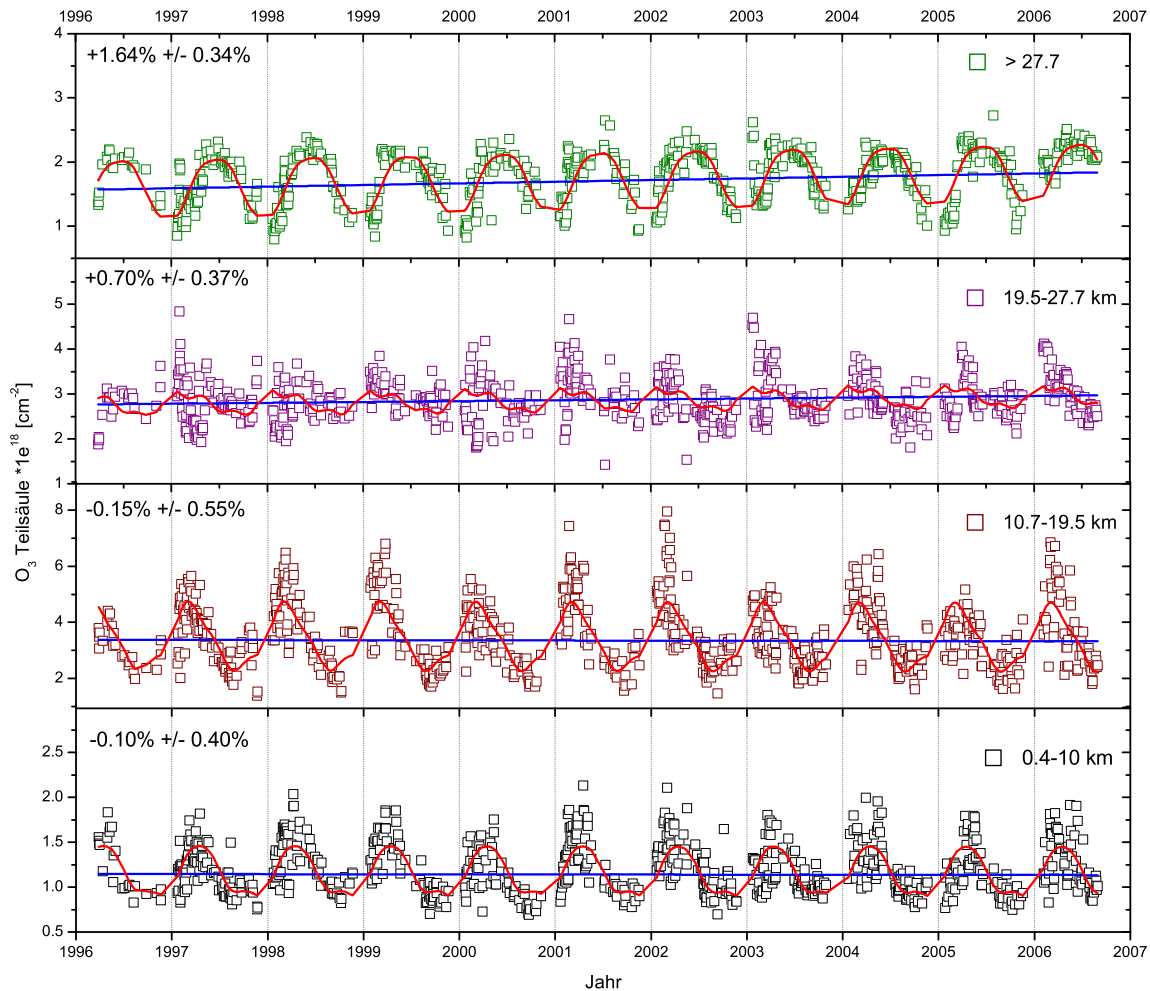 1996 1997 1998 1999 2000 2001 2002 2003 2004 2005 2006 2007
4
+1.64% +/- 0.34%
> 27.7
3
2
1
+0.70% +/- 0.37%
19.5-27.7 km
5
4
3
2
1
O3 Teilsäule *1e18 [cm-2]
-0.15% +/- 0.55%
10.7-19.5 km
8
6
4
2
-0.10% +/- 0.40%
0.4-10 km
2.5
2.0
1.5
1.0
0.5
1996 1997 1998 1999 2000 2001 2002 2003 2004 2005 2006 2007
Jahr